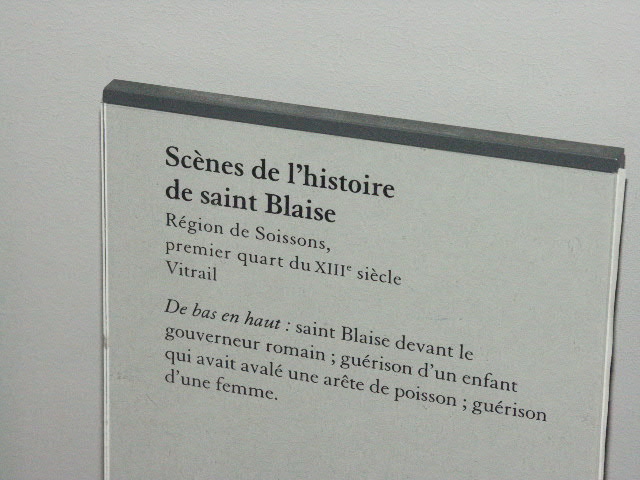 Scènes de l'histoire
de saint Blaise
Région de Soissons,
premier quart du XIIIe siècle
Vitrail
De bas en haut : saint Blaise devant le
gouverneur romain ; guérison d'un enfant
qui avait avalé une arête de poisson ; guérison
d'une femme.